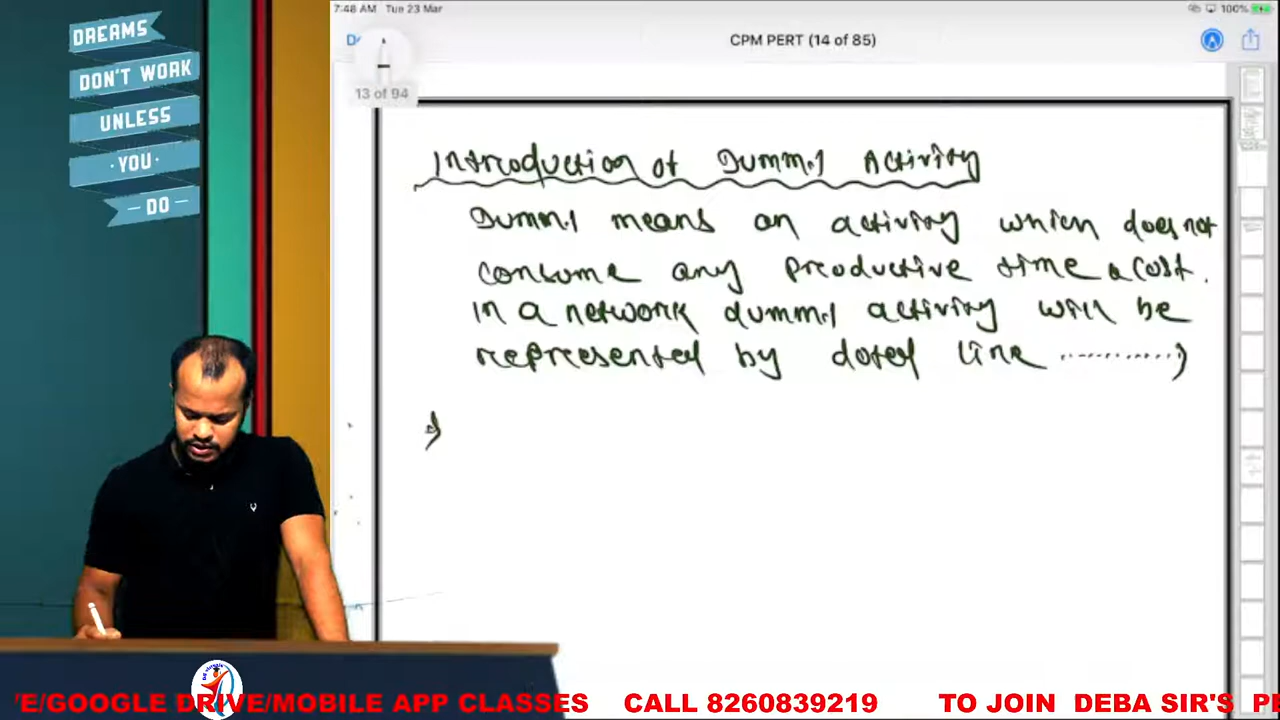 DREAMS
DON'T WORK
UNLESS
· YOU ·
– DO –
7:48 AM Tue 23 Mar
100%
CPM PERT (14 of 85)
13 of 94
Introduction of Dummy Activity
Dummy means an activity which does not
consume any productive time & cost.
In a network dummy activity will be
represented by doted line
E/GOOGLE DRIVE/MOBILE APP CLASSES CALL 8260839219 TO JOIN DEBA SIR'S